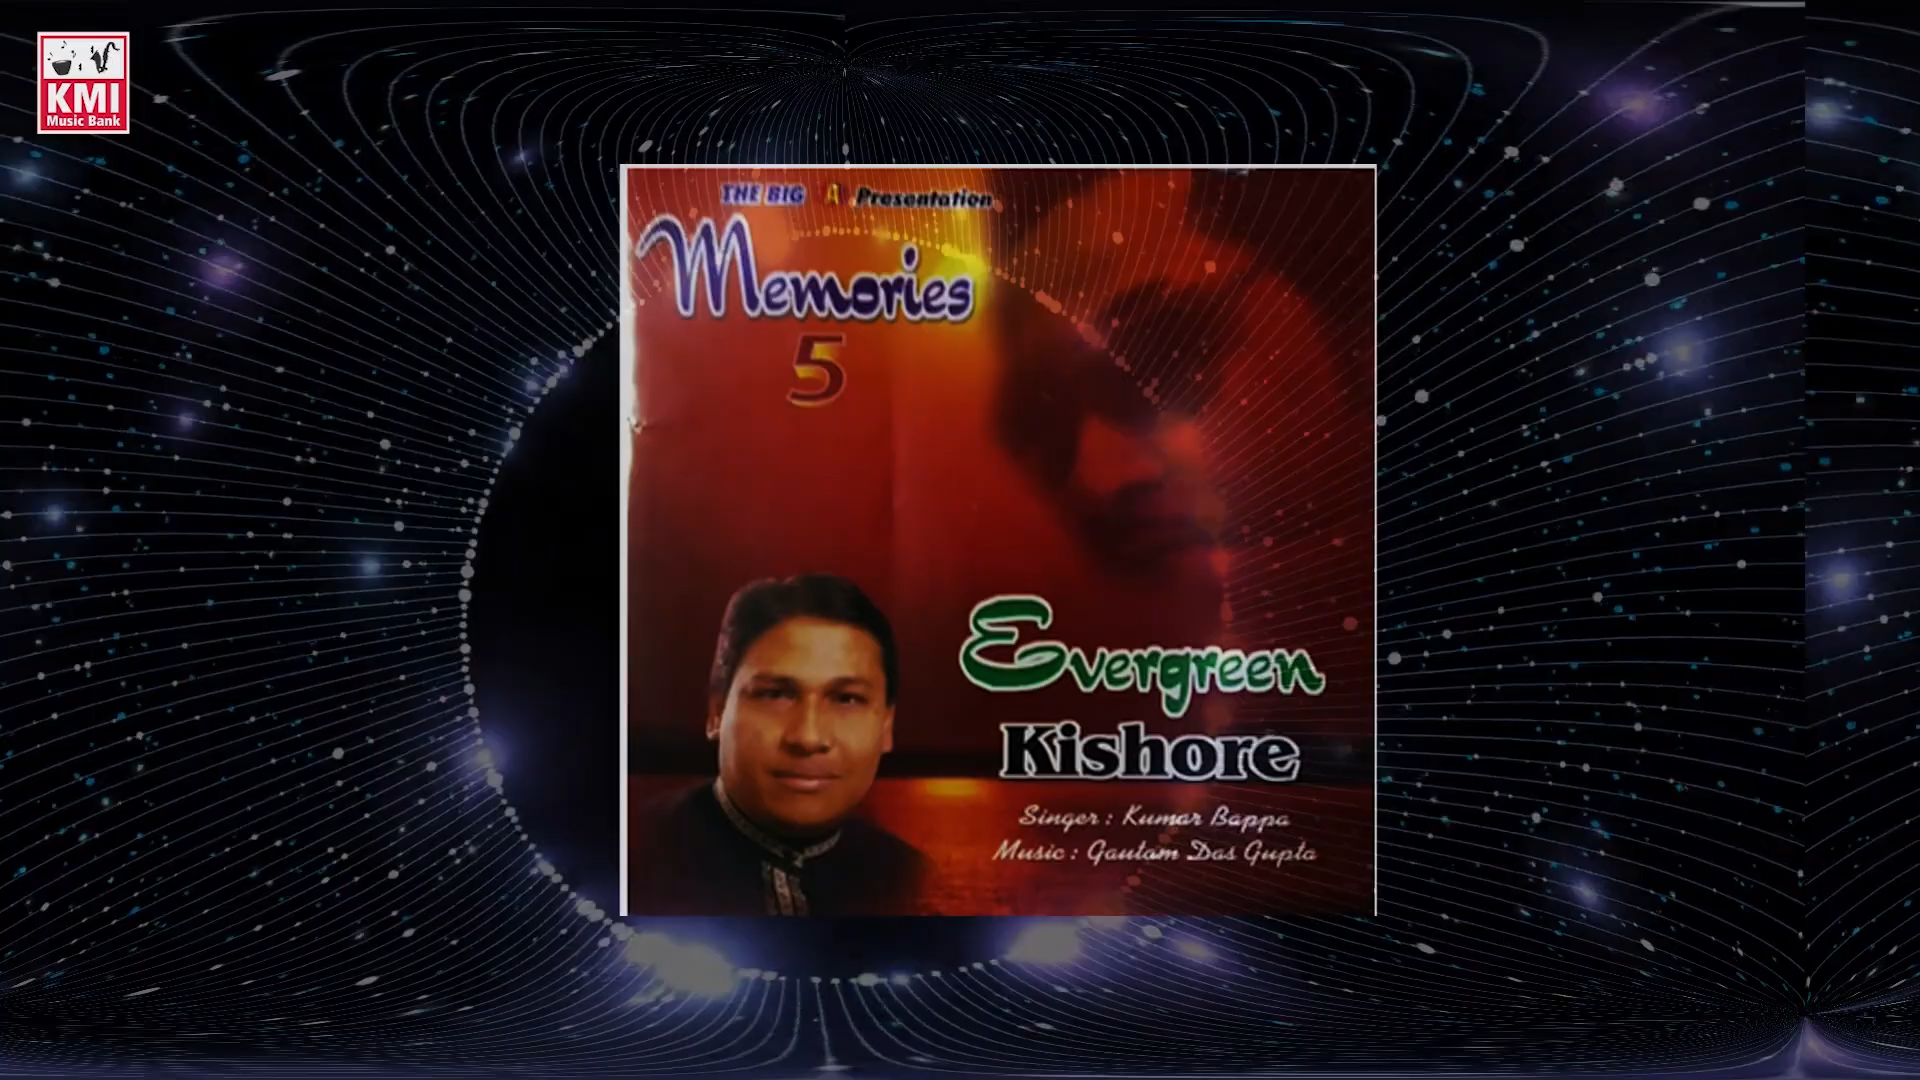 KMI
Music Bank
THE BIG A Presentation
Memories
5
Evergreen
Kishore
Singer : Kumar Bappa
Music : Gautam Das Gupta